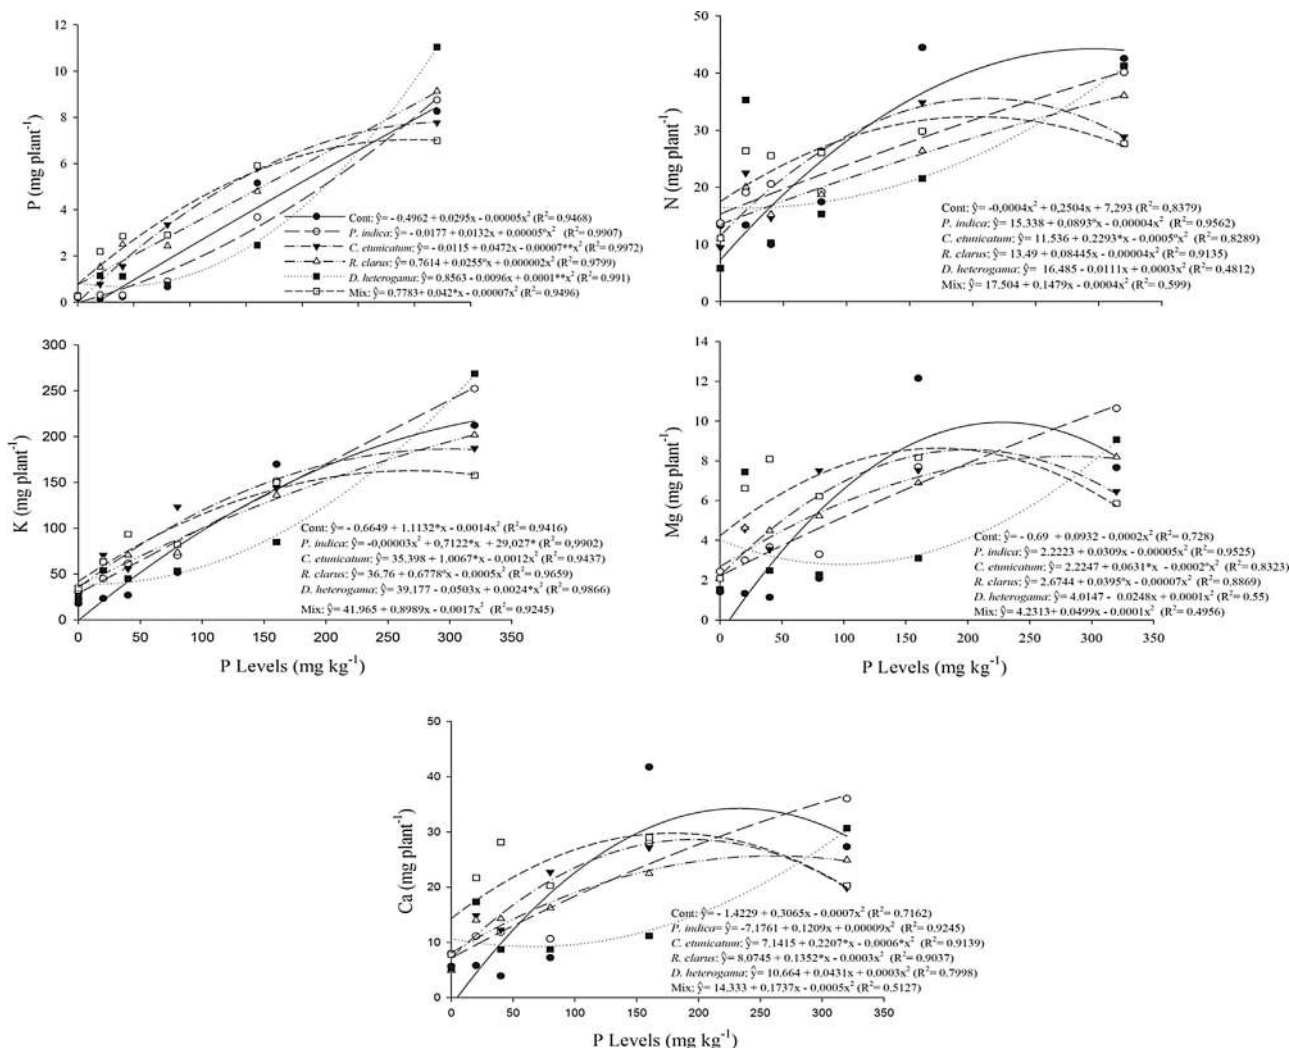 P (mg plant⁻¹)
12
10
8
6
4
2
0
Cont: ŷ= - 0.4962 + 0.0295x - 0.00005x² (R²= 0.9468)
P. indica: ŷ= - 0.0177 + 0.0132x + 0.00005ºx² (R²= -0.9907)
C. etunicatum: ŷ= - 0.0115 + 0.0472x - 0.00007**x² (R²= 0.9972)
R. clarus: ŷ= 0.7614 + 0.0255ºx + 0.000002x² (R²= 0.9799)
D. heterogama: ŷ= 0.8563 - 0.0096x + 0.0001**x² (R²= 0.991)
Mix: ŷ= 0.7783+ 0.042*x - 0.00007x² (R²= 0.9496)
N (mg plant⁻¹)
50
40
30
20
10
0
Cont: ŷ= -0,0004x² + 0,2504x + 7,293 (R²= 0,8379)
P. indica: ŷ= 15.338 + 0.0893ºx - 0.00004x² (R²= 0.9562)
C. etunicatum: ŷ= 11.536 + 0.2293*x -0.0005ºx² (R²= 0.8289)
R. clarus: ŷ= 13.49 + 0.08445x - 0.00004x² (R²= 0.9135)
D. heterogama: ŷ= 16.485 -0.0111x + 0.0003x² (R²= 0.4812)
Mix: ŷ= 17.504 + 0.1479x - 0.0004x² (R²= 0.599)
K (mg plant⁻¹)
300
250
200
150
100
50
0
Cont: ŷ= - 0.6649 + 1.1132*x -0.0014x² (R²= 0.9416)
P. indica: ŷ= -0,00003x² + 0,7122*x + 29,027* (R²= 0.9902)
C. etunicatum: ŷ= 35.398 + 1.0067*x - 0.0012x² (R²= 0.9437)
R. clarus: ŷ= 36.76 + 0.6778ºx - 0.0005x² (R²= 0.9659)
D. heterogama: ŷ= 39.177 -0.0503x + 0.0024*x² (R²= 0.9866)
Mix: ŷ= 41.965 + 0.8989x - 0.0017x² (R²= 0.9245)
0 50 100 150 200 250 300 350
P Levels (mg kg⁻¹)
Mg (mg plant⁻¹)
14
12
10
8
6
4
2
0
Cont: ŷ= - 0.69 + 0.0932 -0.0002x² (R²= 0.728)
P. indica: ŷ= 2.2223 + 0.0309x - 0.00005x² (R²= 0.9525)
C. etunicatum: ŷ= 2.2247 + 0.0631*x - 0.0002ºx² (R²= 0.8323)
R. clarus: ŷ= 2.6744 + 0.0395ºx - 0.00007x² (R²= 0.8869)
D. heterogama: ŷ= 4.0147 - 0.0248x + 0.0001x² (R²= 0.55)
Mix: ŷ= 4.2313 + 0.0499x - 0.0001x² (R²= 0.4956)
0 50 100 150 200 250 300 350
P Levels (mg kg⁻¹)
Ca (mg plant⁻¹)
50
40
30
20
10
0
Cont: ŷ= - 1.4229 + 0.3065x - 0.0007x² (R²= 0.7162)
P. indica= ŷ= -7.1761 + 0.1209x + 0.00009x² (R²= 0.9245)
C. etunicatum: ŷ= 7.1415 + 0.2207*x -0.0006*x² (R²= 0.9139)
R. clarus: ŷ= 8.0745 + 0.1352*x - 0.0003x² (R²= 0.9037)
D. heterogama: ŷ= 10.664 + 0.0431x + 0.0003x² (R²= 0.7998)
Mix: ŷ= 14.333 + 0.1737x - 0.0005x² (R²= 0.5127)
0 50 100 150 200 250 300 350
P Levels (mg kg⁻¹)